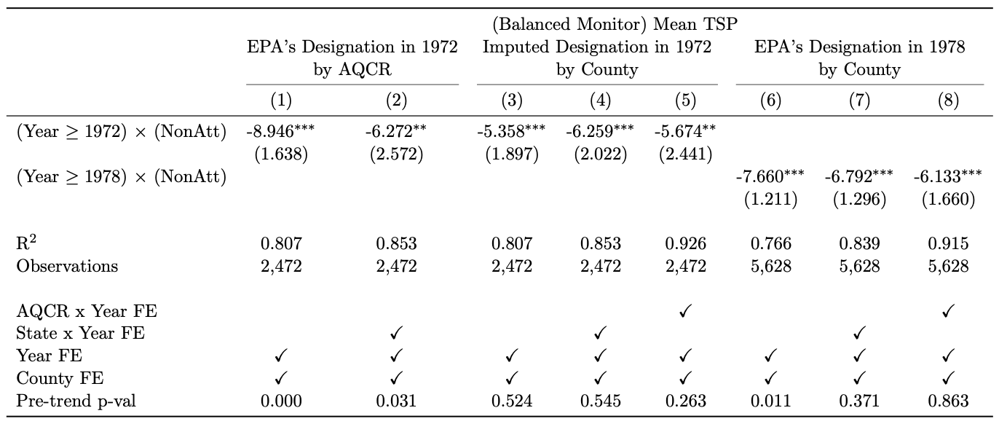 (Balanced Monitor) Mean TSP
EPA's Designation in 1972 Imputed Designation in 1972 EPA's Designation in 1978
by AQCR by County by County
(1) (2) (3) (4) (5) (6) (7) (8)
(Year ≥ 1972) × (NonAtt) -8.946*** -6.272** -5.358*** -6.259*** -5.674**
(1.638) (2.572) (1.897) (2.022) (2.441)
(Year ≥ 1978) × (NonAtt) -7.660*** -6.792*** -6.133***
(1.211) (1.296) (1.660)
R² 0.807 0.853 0.807 0.853 0.926 0.766 0.839 0.915
Observations 2,472 2,472 2,472 2,472 2,472 5,628 5,628 5,628
AQCR x Year FE ✓ ✓
State x Year FE ✓ ✓ ✓
Year FE ✓ ✓ ✓ ✓ ✓ ✓ ✓ ✓
County FE ✓ ✓ ✓ ✓ ✓ ✓ ✓ ✓
Pre-trend p-val 0.000 0.031 0.524 0.545 0.263 0.011 0.371 0.863